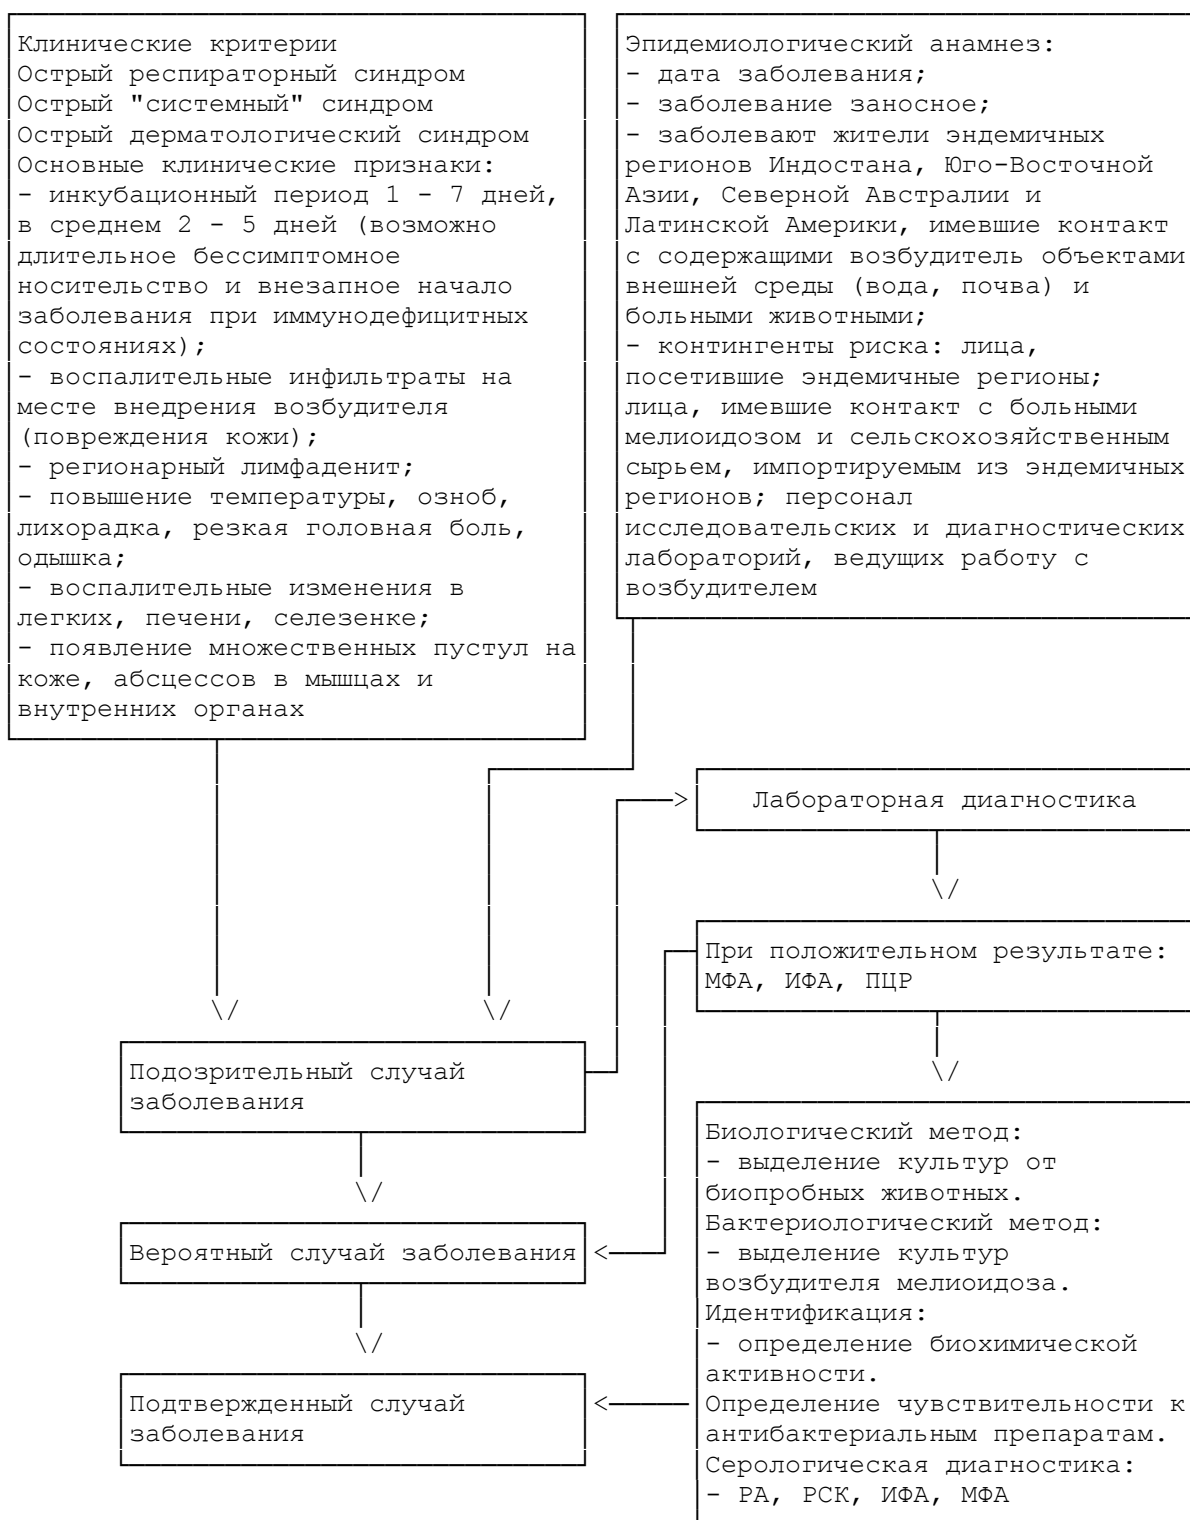 Клинические критерии
Острый респираторный синдром
Острый "системный" синдром
Острый дерматологический синдром
Основные клинические признаки:
- инкубационный период 1 - 7 дней,
в среднем 2 - 5 дней (возможно
длительное бессимптомное
носительство и внезапное начало
заболевания при иммунодефицитных
состояниях);
- воспалительные инфильтраты на
месте внедрения возбудителя
(повреждения кожи);
- регионарный лимфаденит;
- повышение температуры, озноб,
лихорадка, резкая головная боль,
одышка;
- воспалительные изменения в
легких, печени, селезенке;
- появление множественных пустул на
коже, абсцессов в мышцах и
внутренних органах
Эпидемиологический анамнез:
- дата заболевания;
- заболевание заносное;
- заболевают жители эндемичных
регионов Индостана, Юго-Восточной
Азии, Северной Австралии и
Латинской Америки, имевшие контакт
с содержащими возбудитель объектами
внешней среды (вода, почва) и
больными животными;
- контингенты риска: лица,
посетившие эндемичные регионы;
лица, имевшие контакт с больными
мелиоидозом и сельскохозяйственным
сырьем, импортируемым из эндемичных
регионов; персонал
исследовательских и диагностических
лабораторий, ведущих работу с
возбудителем
Лабораторная диагностика
При положительном результате:
МФА, ИФА, ПЦР
Подозрительный случай
заболевания
Вероятный случай заболевания
Подтвержденный случай
заболевания
Биологический метод:
- выделение культур от
биопробных животных.
Бактериологический метод:
- выделение культур
возбудителя мелиоидоза.
Идентификация:
- определение биохимической
активности.
Определение чувствительности к
антибактериальным препаратам.
Серологическая диагностика:
- РА, РСК, ИФА, МФА